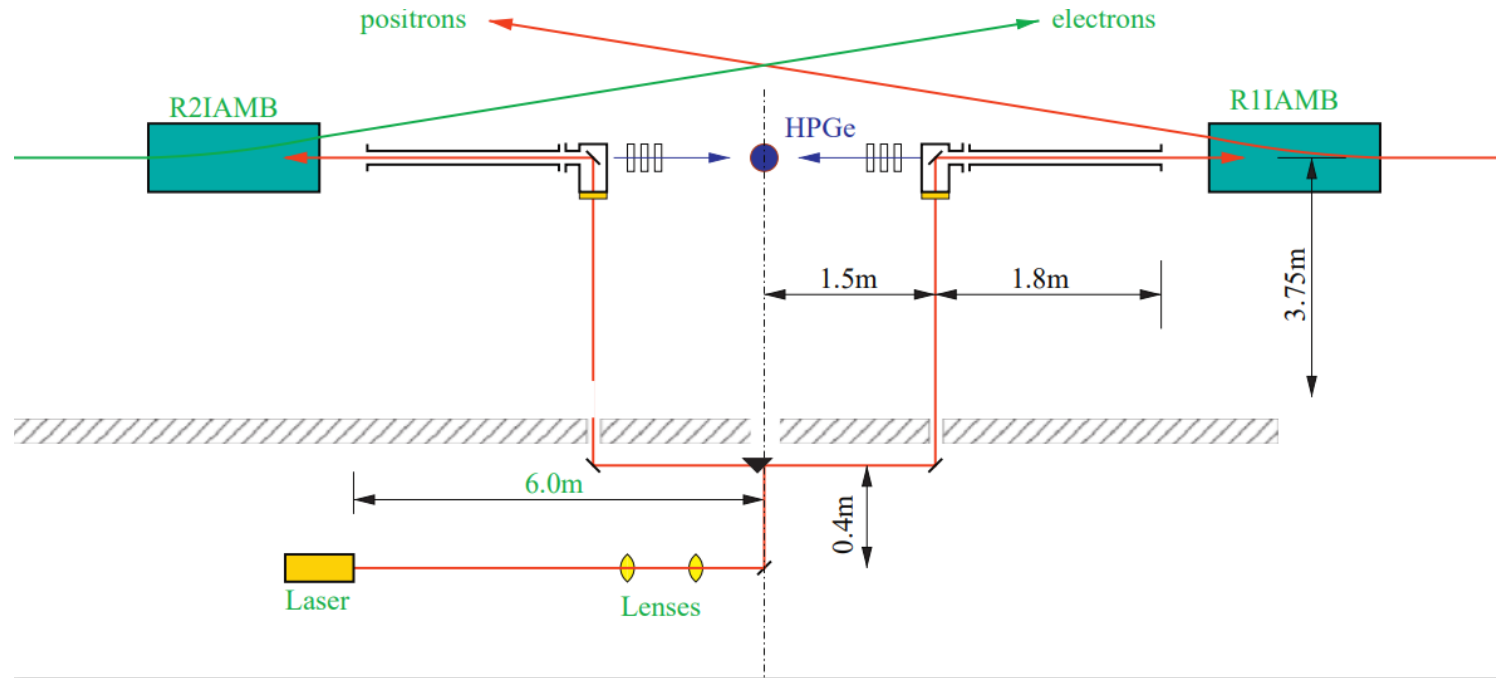 positrons
electrons
R2IAMB
R1IAMB
HPGe
1.5m
1.8m
3.75m
6.0m
0.4m
Laser
Lenses